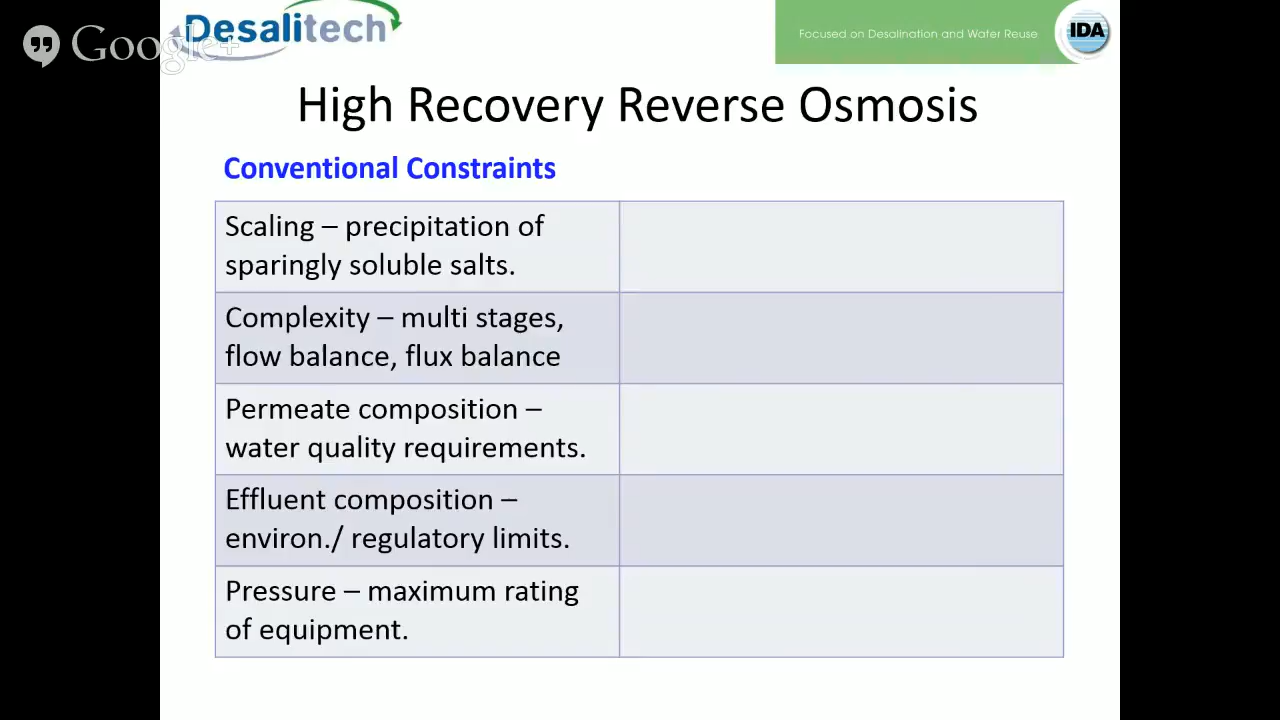 Google+
Desalitech
Focused on Desalination and Water Reuse
IDA
High Recovery Reverse Osmosis
Conventional Constraints
Scaling – precipitation of
sparingly soluble salts.
Complexity – multi stages,
flow balance, flux balance
Permeate composition –
water quality requirements.
Effluent composition –
environ./ regulatory limits.
Pressure – maximum rating
of equipment.